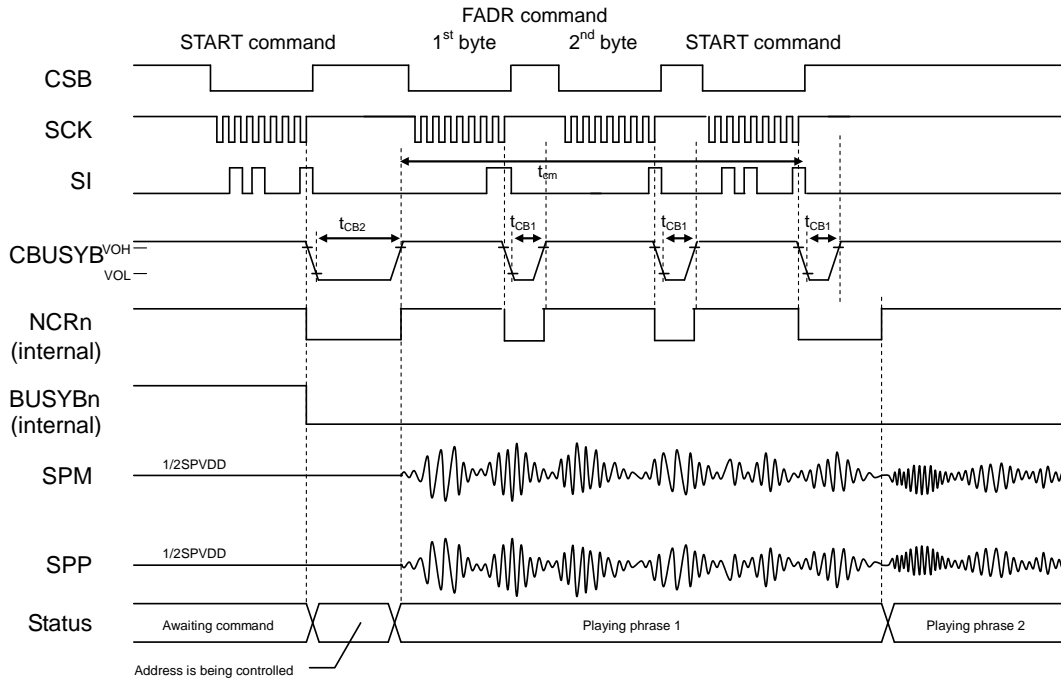 FADR command
START command 1st byte 2nd byte START command
CSB
SCK
SI
tcm
tCB2 tCB1 tCB1 tCB1
CBUSYB VOH
VOL
NCRn
(internal)
BUSYBn
(internal)
SPM 1/2SPVDD
SPP 1/2SPVDD
Status Awaiting command Playing phrase 1 Playing phrase 2
Address is being controlled